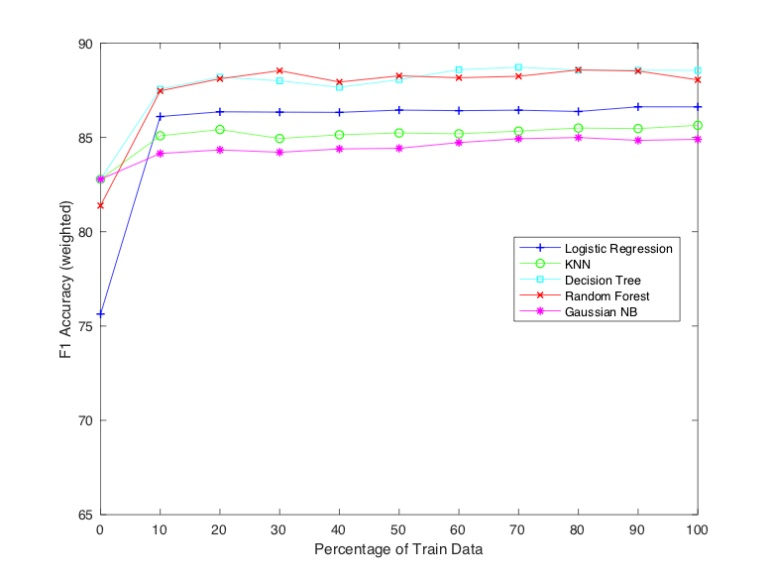 90
85
80
75
70
65
F1 Accuracy (weighted)
Logistic Regression
KNN
Decision Tree
Random Forest
Gaussian NB
0 10 20 30 40 50 60 70 80 90 100
Percentage of Train Data